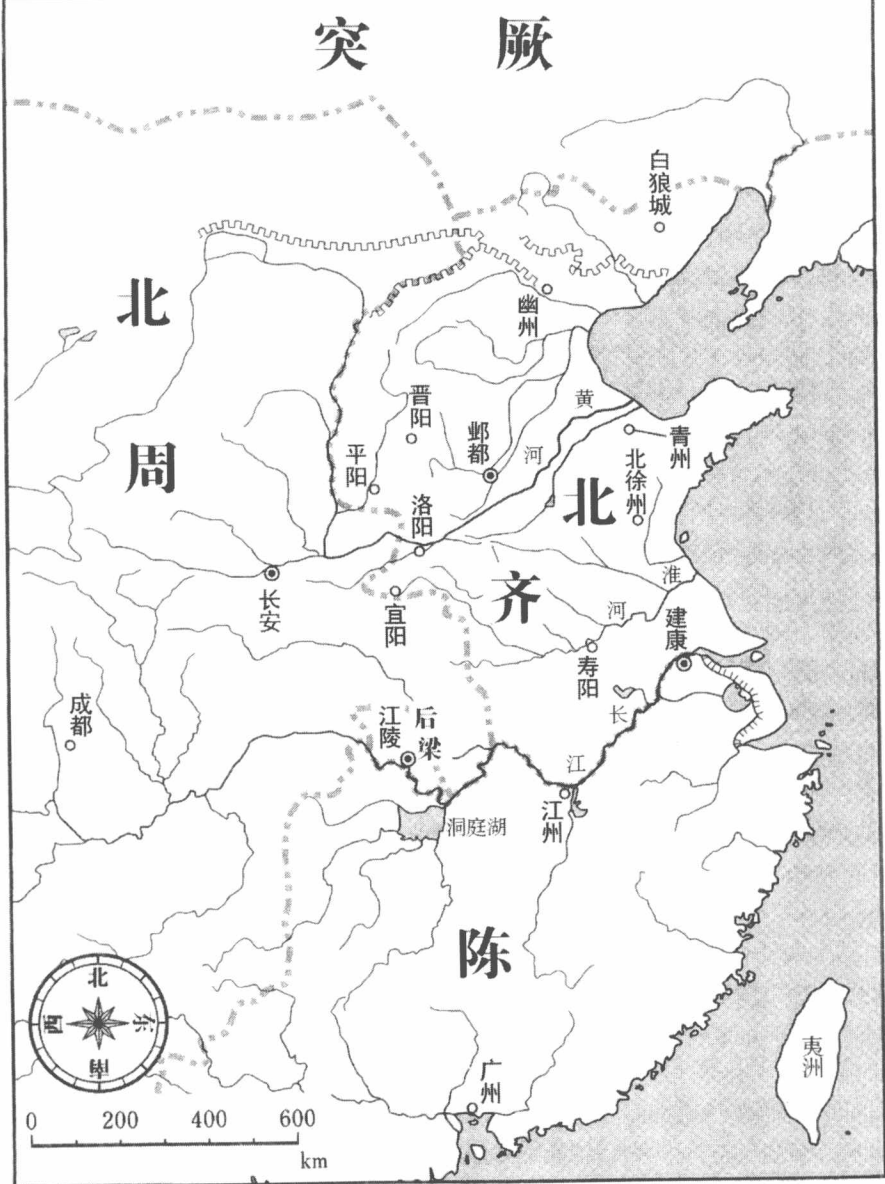 突厥
白狼城
北周
幽州
晋阳
邺都
黄河
青州
平阳
北徐州
洛阳
北齐
长安
宜阳
淮河
建康
寿阳
成都
江陵
后梁
长江
江州
洞庭湖
陈
广州
夷洲
北
西
东
南
0 200 400 600
km